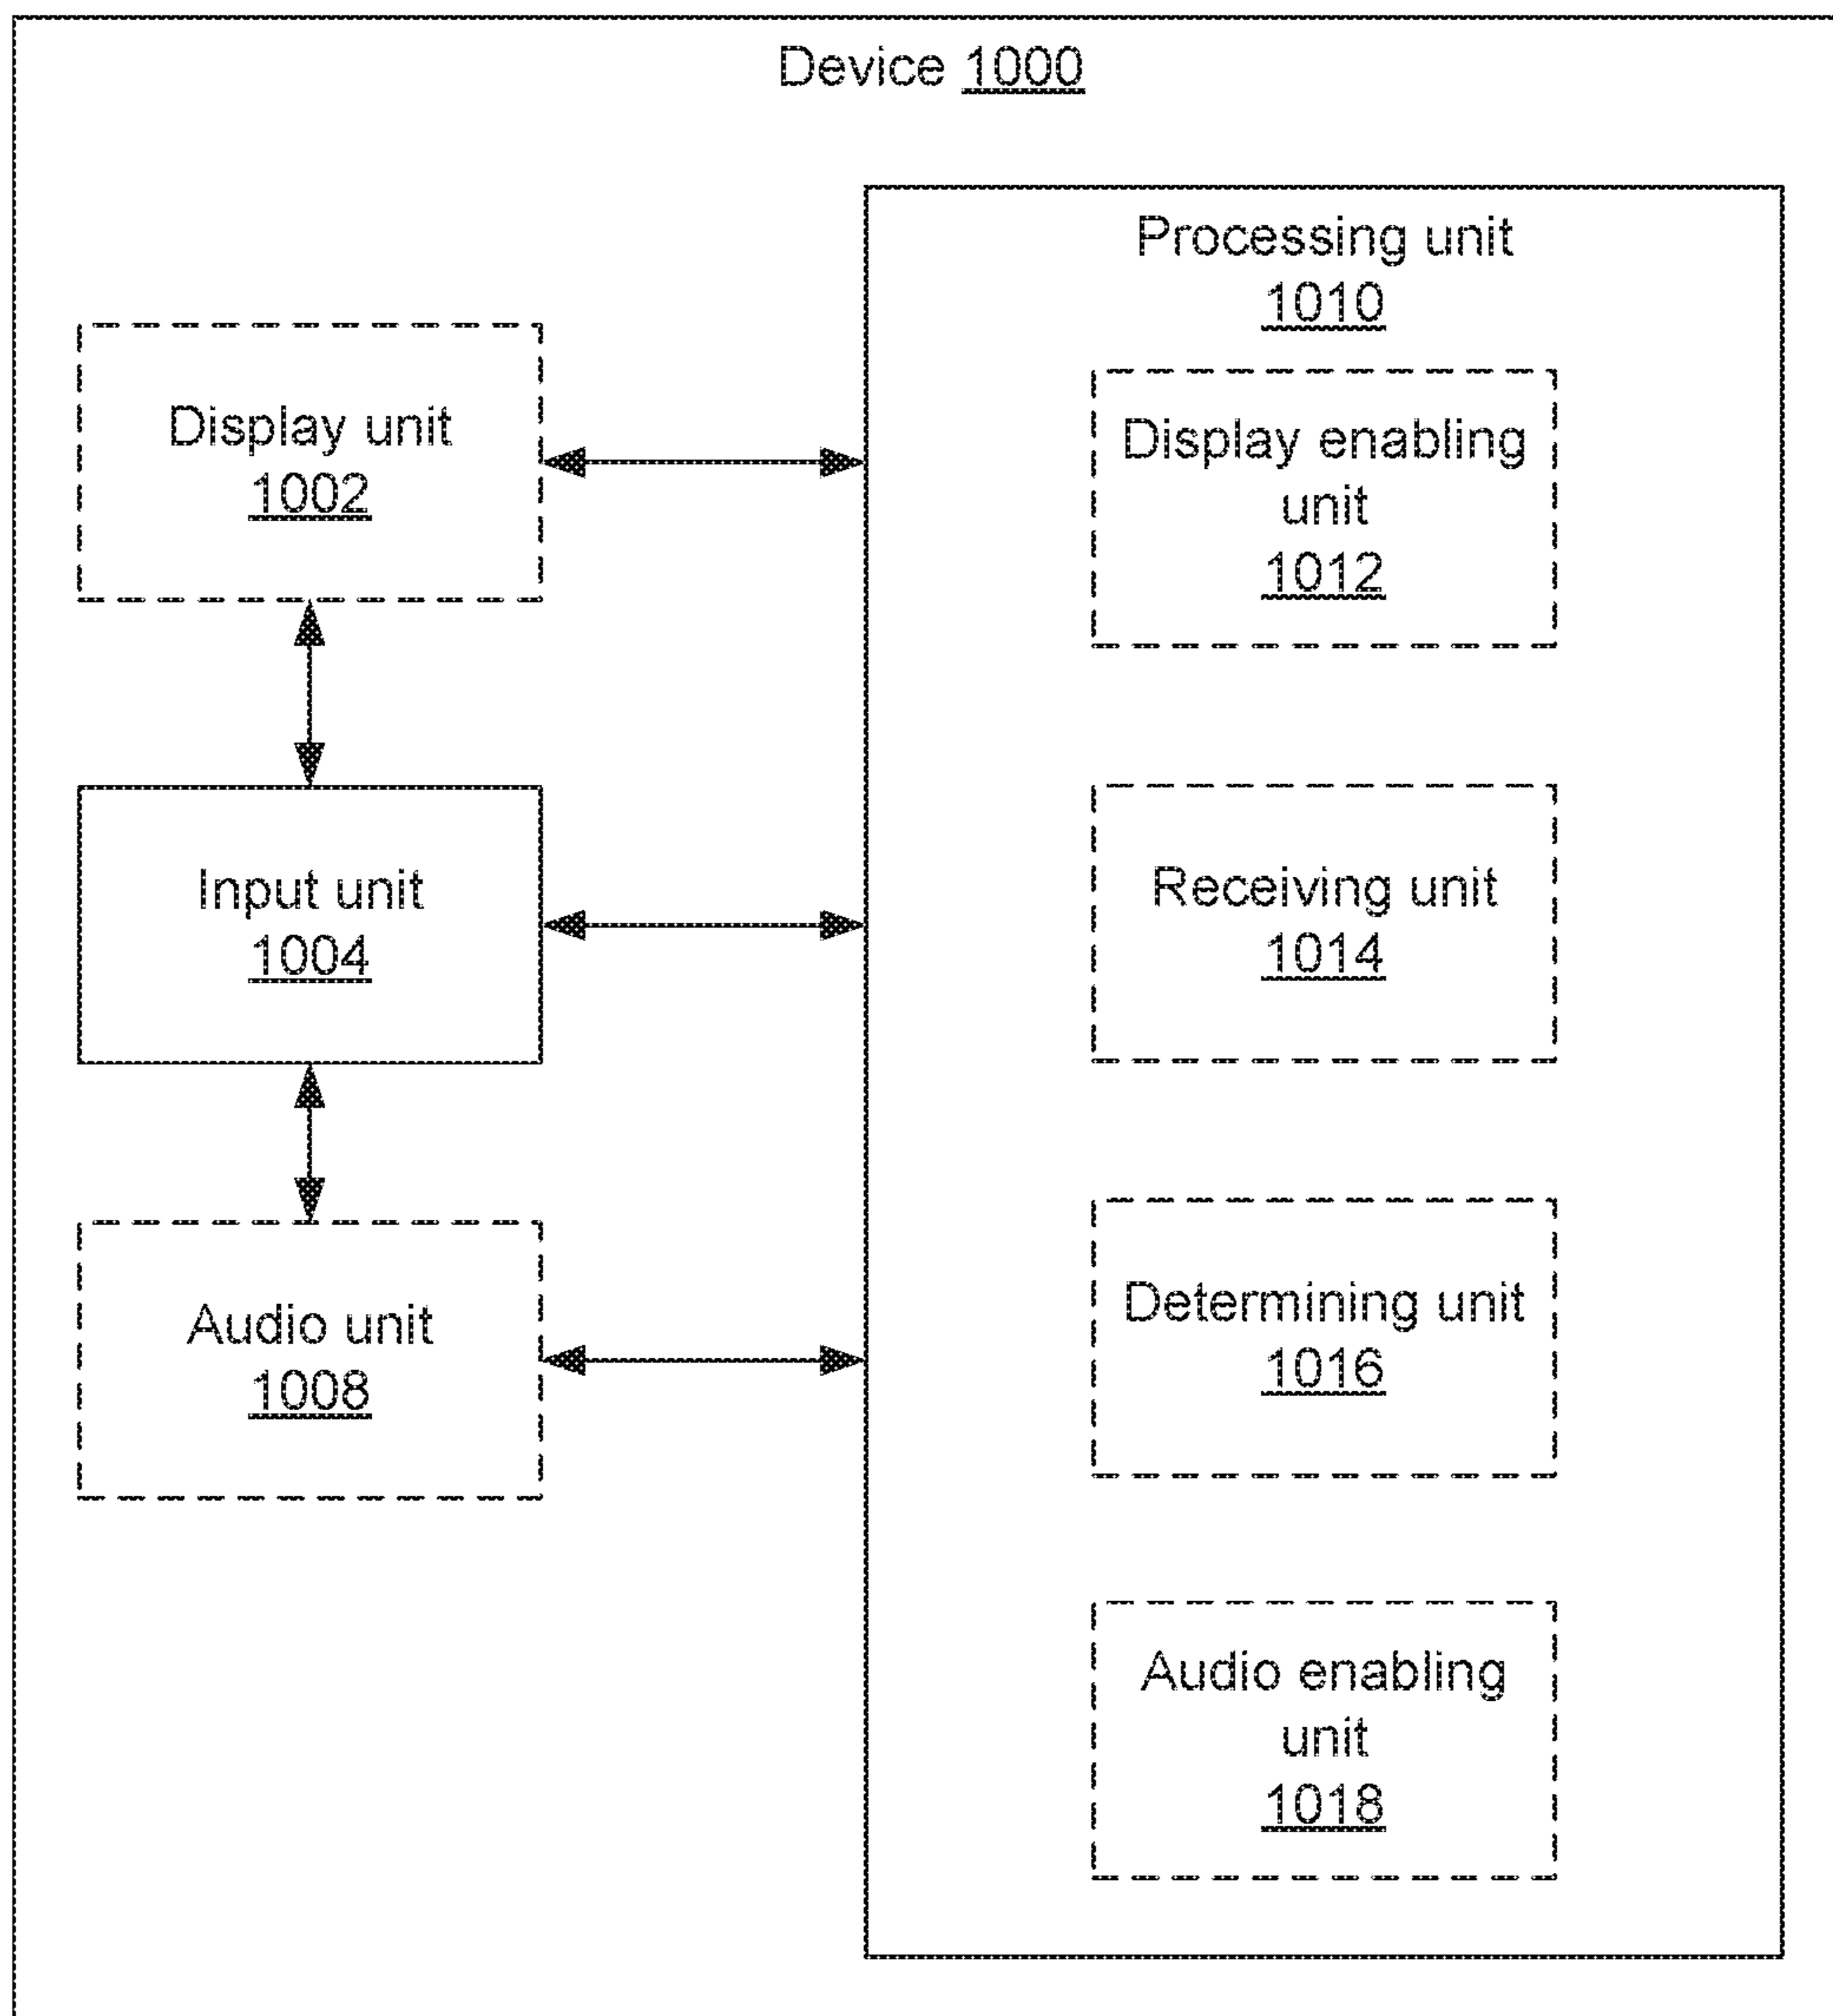 Device 1000
Processing unit
1010
Display unit
1002
Display enabling
unit
1012
Input unit
1004
Receiving unit
1014
Audio unit
1008
Determining unit
1016
Audio enabling
unit
1018